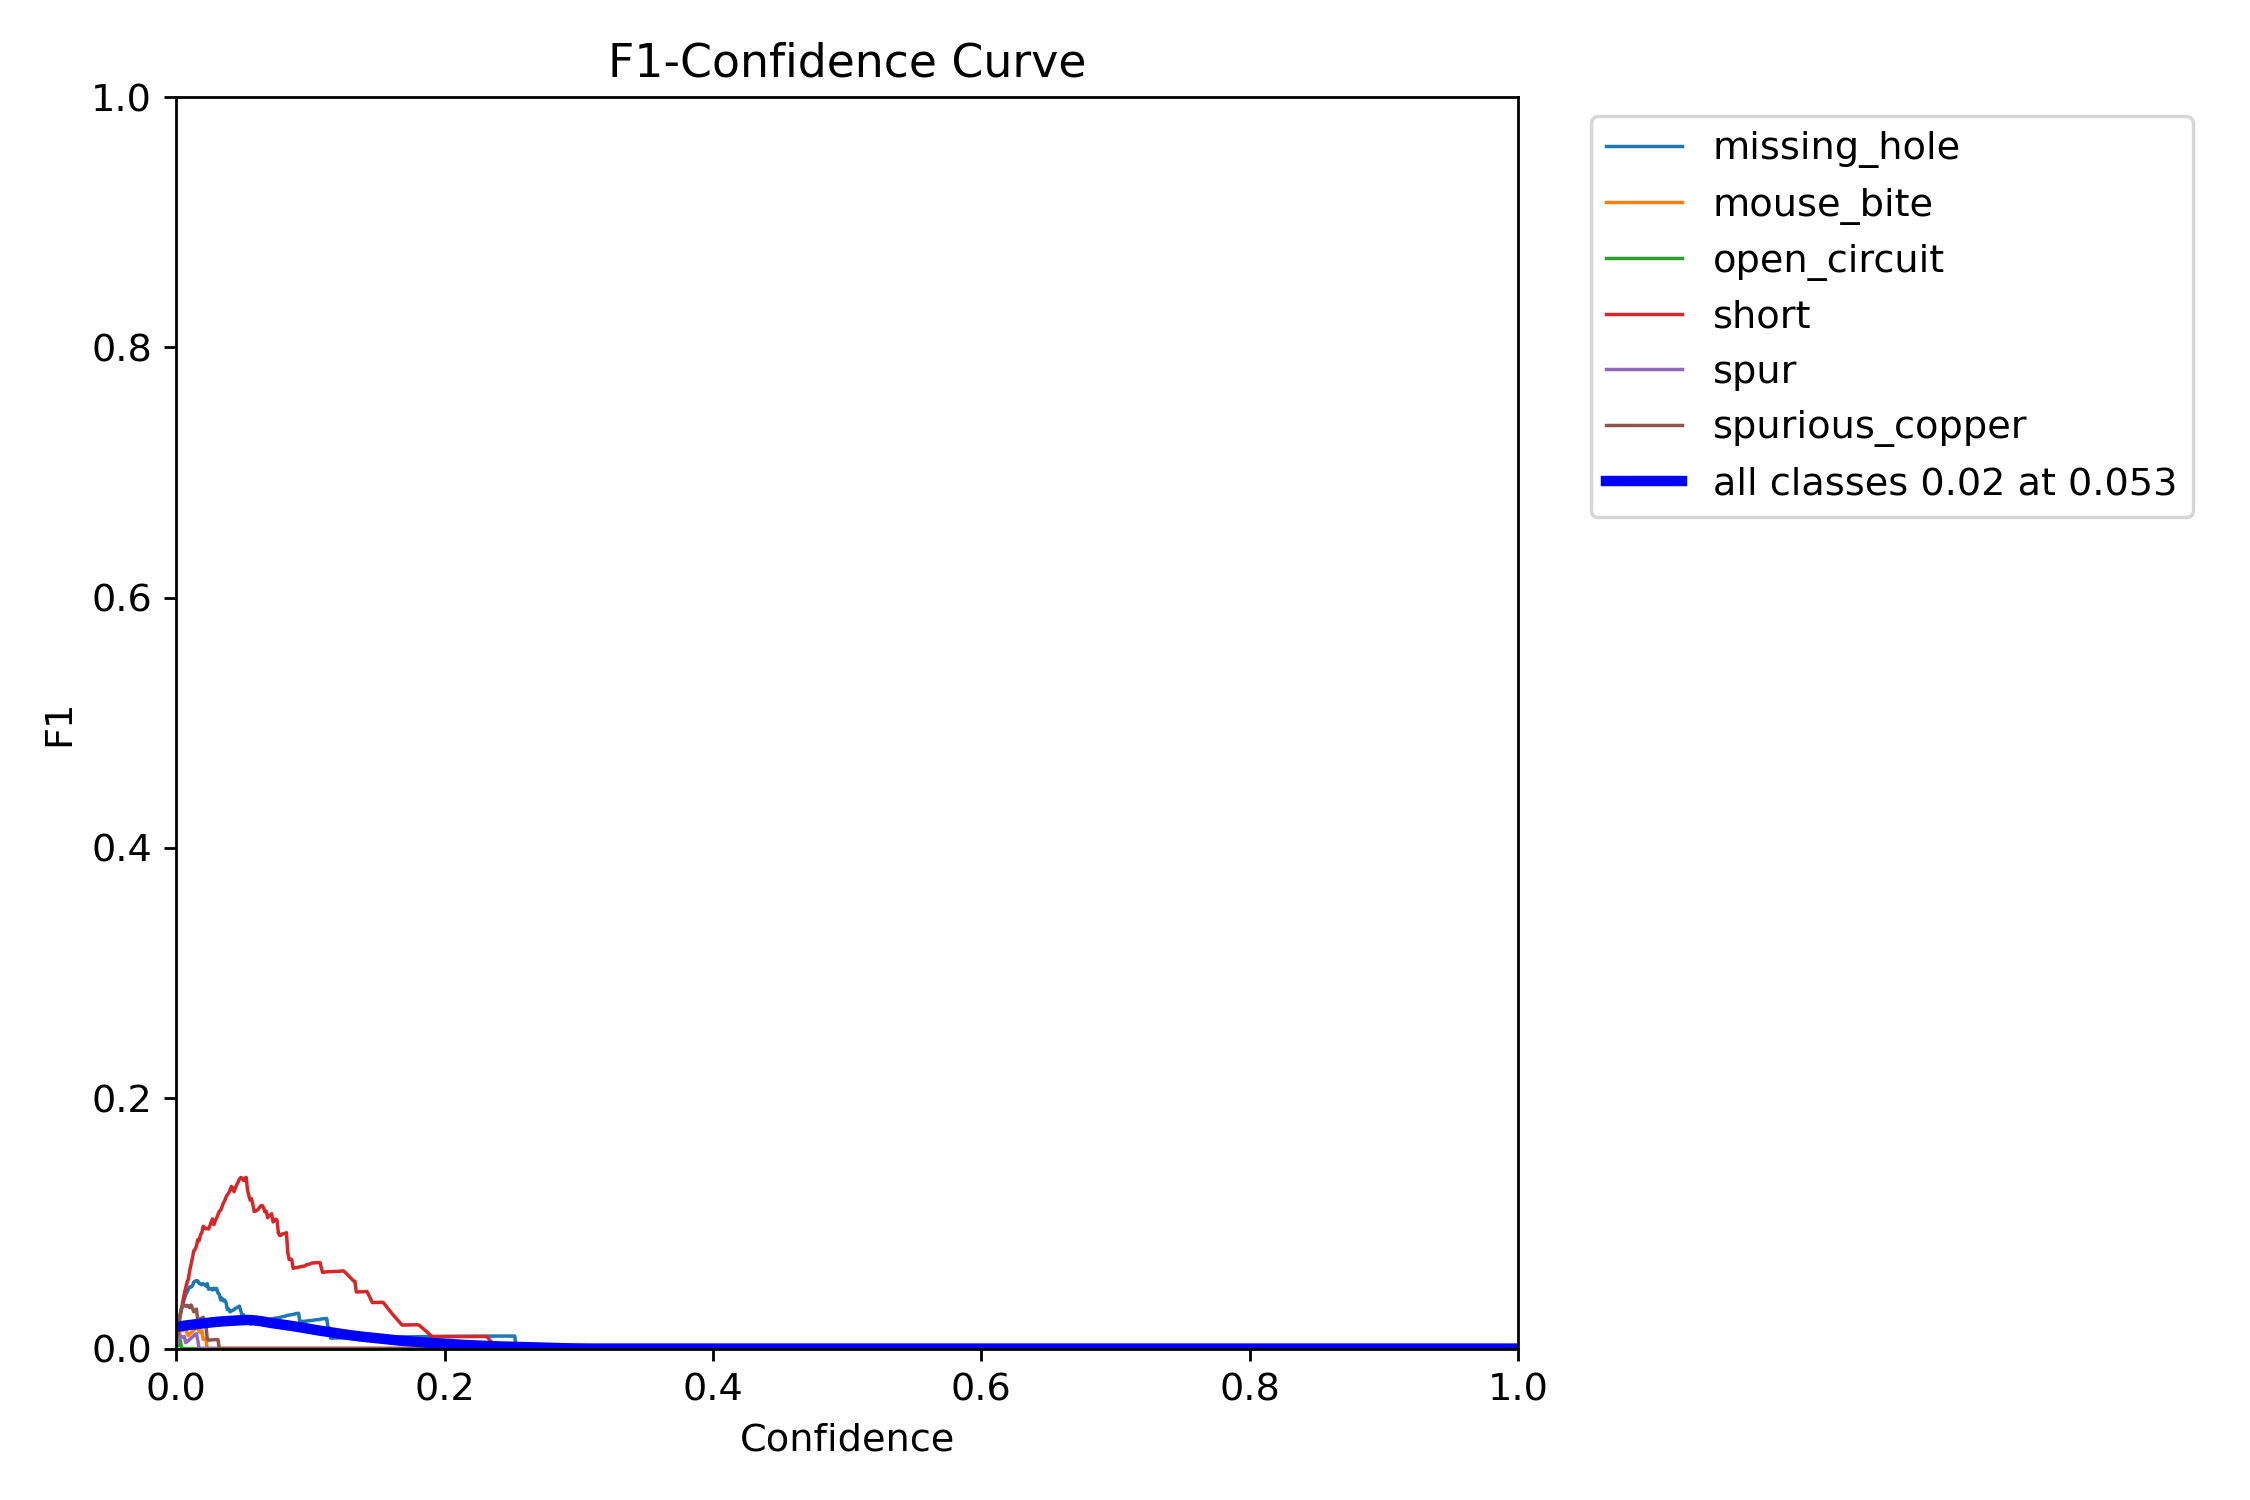 F1-Confidence Curve
1.0
0.8
0.6
0.4
0.2
0.0
F1
0.0 0.2 0.4 0.6 0.8 1.0
Confidence
missing_hole
mouse_bite
open_circuit
short
spur
spurious_copper
all classes 0.02 at 0.053